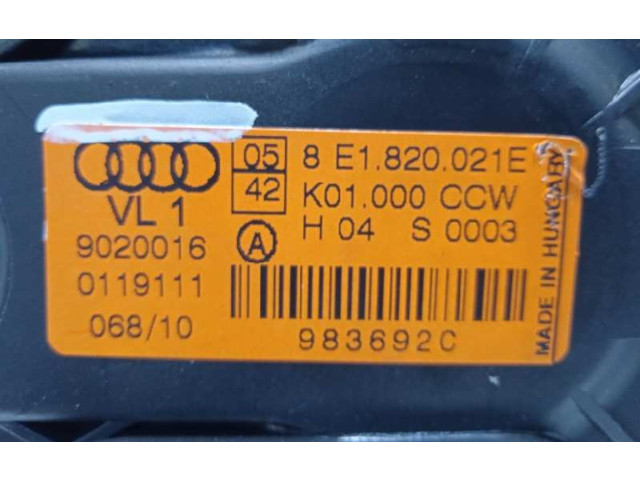 05 8 E1.820.021E
42 K01.000 CCW
VL 1
A H 04 S 0003
9020016
0119111
068/10
983692C
MADE IN HUNGARY